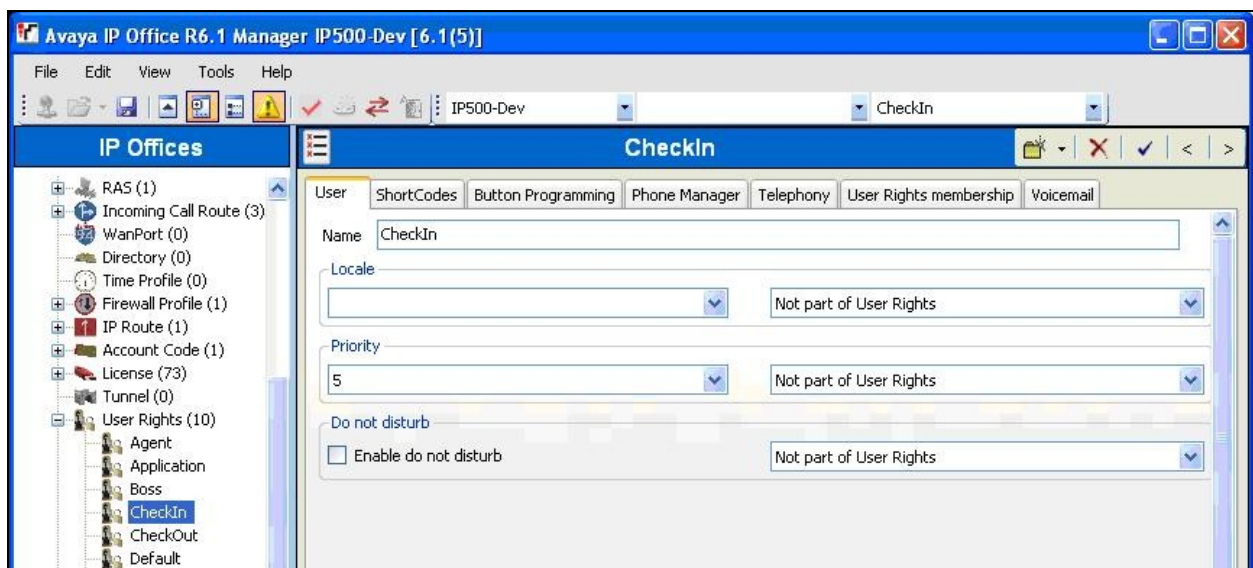 Avaya IP Office R6.1 Manager IP500-Dev [6.1(5)]
File Edit View Tools Help
IP500-Dev CheckIn
IP Offices
CheckIn
RAS (1)
Incoming Call Route (3)
WanPort (0)
Directory (0)
Time Profile (0)
Firewall Profile (1)
IP Route (1)
Account Code (1)
License (73)
Tunnel (0)
User Rights (10)
Agent
Application
Boss
CheckIn
CheckOut
Default
User ShortCodes Button Programming Phone Manager Telephony User Rights membership Voicemail
Name CheckIn
Locale
Not part of User Rights
Priority
5 Not part of User Rights
Do not disturb
Enable do not disturb Not part of User Rights